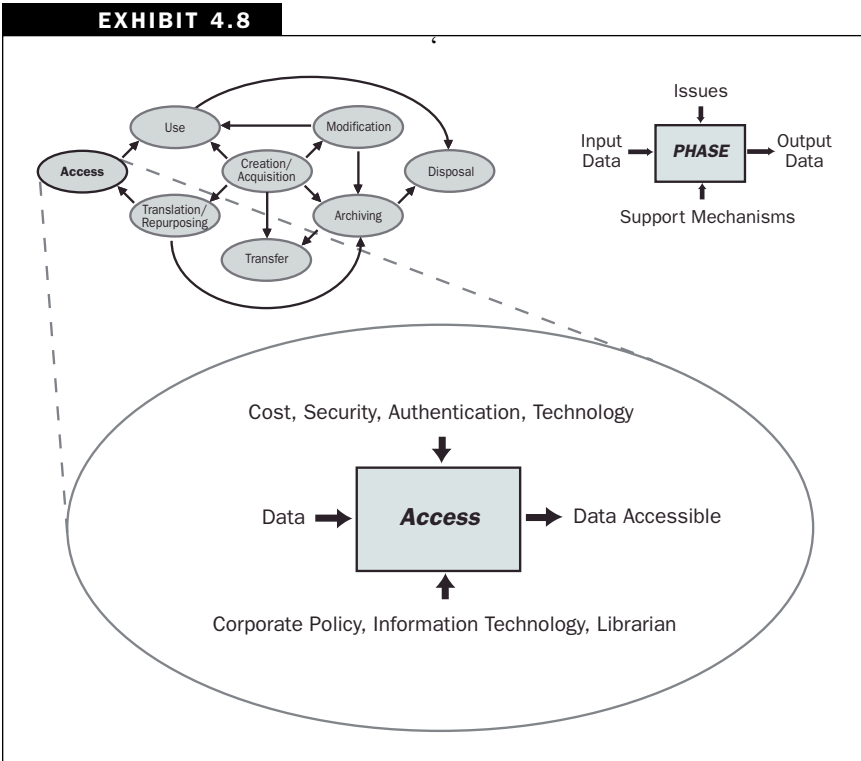 EXHIBIT 4.8
‘
Use
Modification
Access
Creation/
Acquisition
Disposal
Translation/
Repurposing
Archiving
Transfer
Issues
Input
Data
PHASE
Output
Data
Support Mechanisms
Cost, Security, Authentication, Technology
Data
Access
Data Accessible
Corporate Policy, Information Technology, Librarian